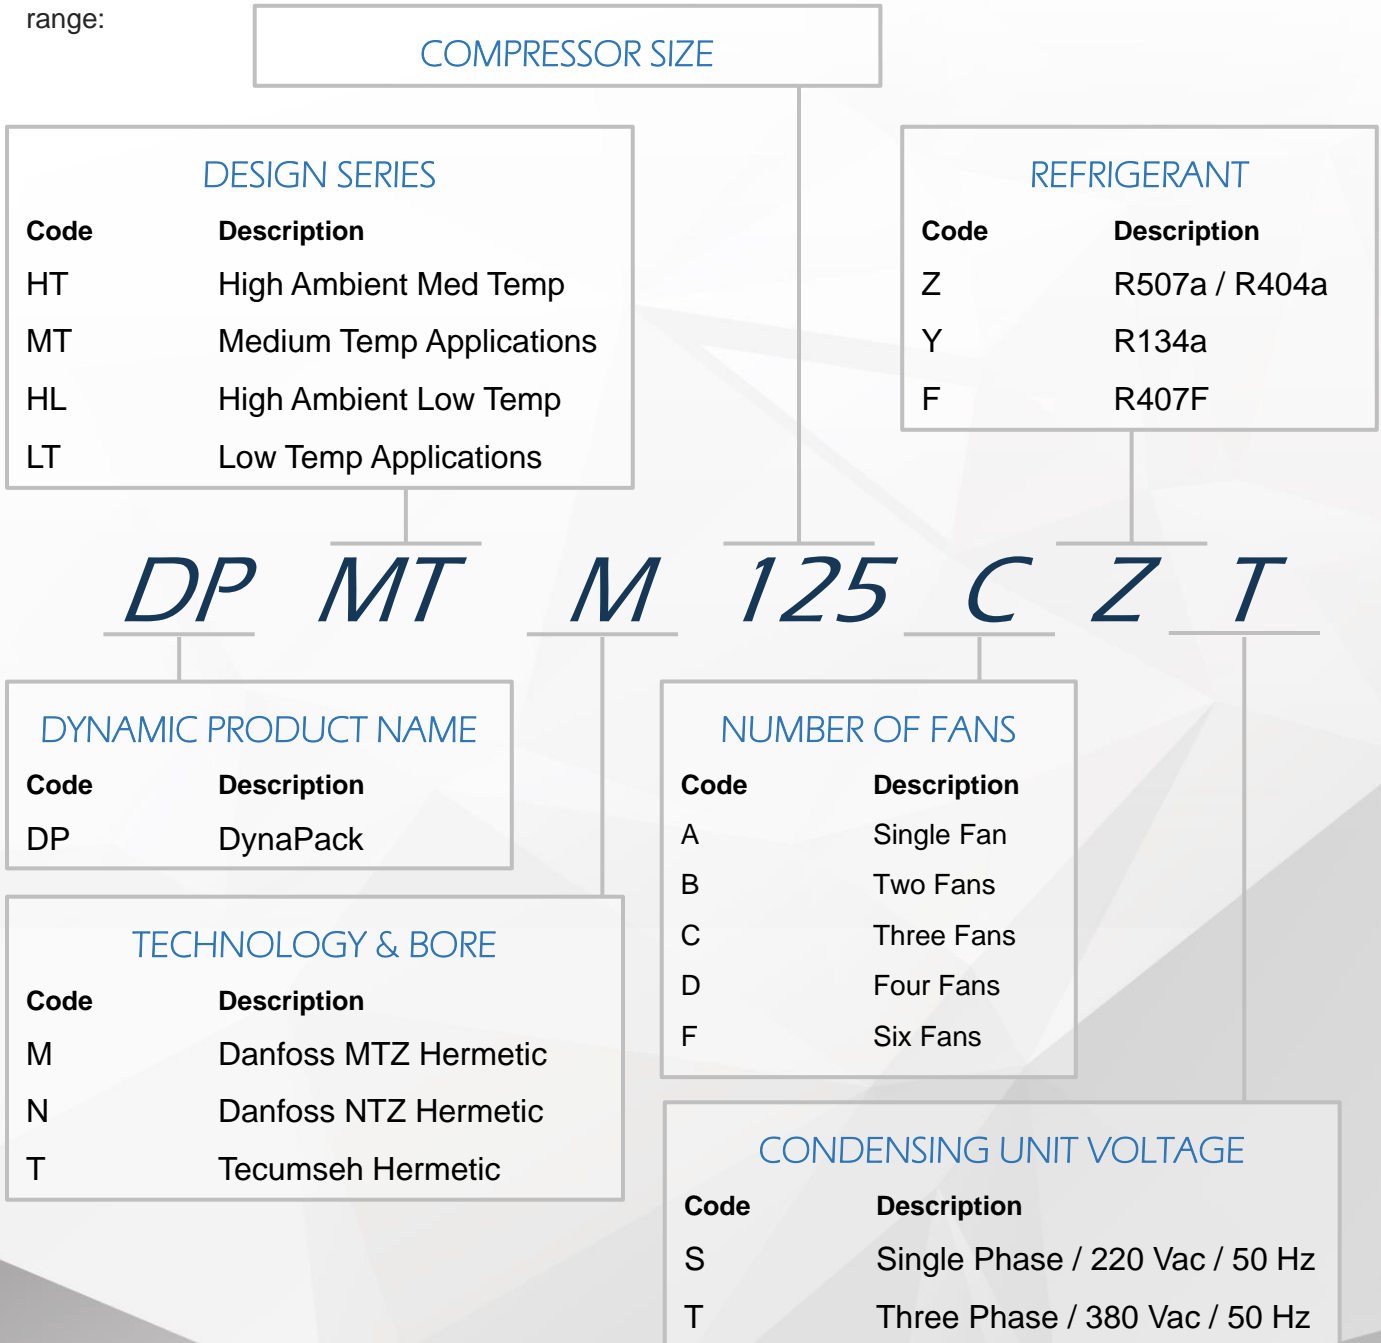 range:
COMPRESSOR SIZE
DESIGN SERIES
Code Description
HT High Ambient Med Temp
MT Medium Temp Applications
HL High Ambient Low Temp
LT Low Temp Applications
REFRIGERANT
Code Description
Z R507a / R404a
Y R134a
F R407F
DP MT M 125 C Z T
DYNAMIC PRODUCT NAME
Code Description
DP DynaPack
TECHNOLOGY & BORE
Code Description
M Danfoss MTZ Hermetic
N Danfoss NTZ Hermetic
T Tecumseh Hermetic
NUMBER OF FANS
Code Description
A Single Fan
B Two Fans
C Three Fans
D Four Fans
F Six Fans
CONDENSING UNIT VOLTAGE
Code Description
S Single Phase / 220 Vac / 50 Hz
T Three Phase / 380 Vac / 50 Hz